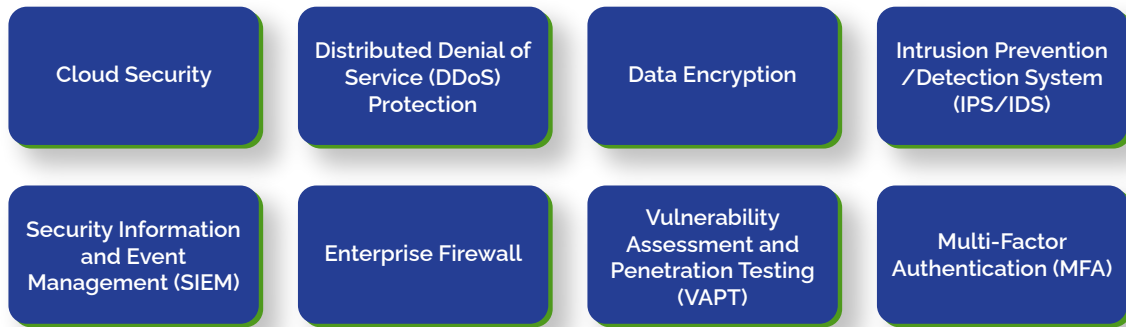 Cloud Security
Distributed Denial of
Service (DDoS)
Protection
Data Encryption
Intrusion Prevention
/Detection System
(IPS/IDS)
Security Information
and Event
Management (SIEM)
Enterprise Firewall
Vulnerability
Assessment and
Penetration Testing
(VAPT)
Multi-Factor
Authentication (MFA)